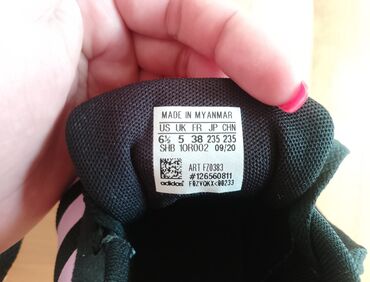 MADE IN MYANMAR
US UK FR JP CHN
6½ 5 38 235 235
SHB 10R002 09/20
ART FZ0383
#126560811
adidas